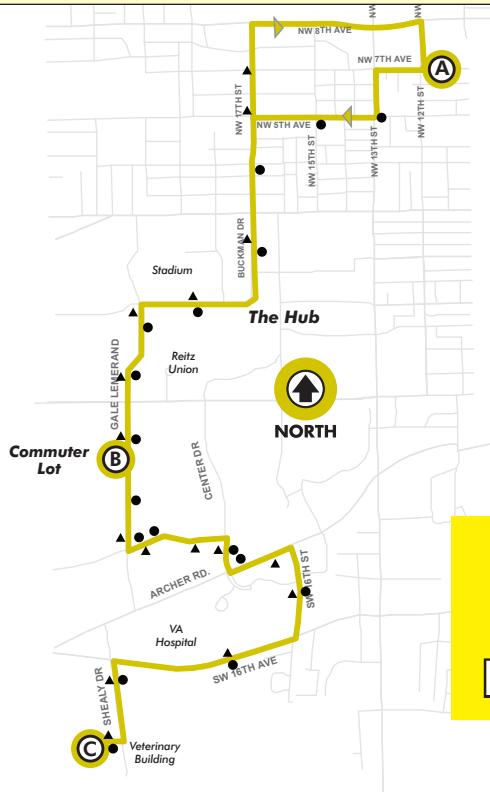 NW
NW
NW 8TH AVE
NW 7TH AVE
A
NW 17TH ST
NW 12TH ST
NW 5TH AVE
NW 15TH ST
NW 13TH ST
BUCKMAN DR
Stadium
The Hub
Reitz
Union
GALE LEMERAND
NORTH
Commuter
Lot
B
CENTER DR
ARCHER RD.
SW 16TH ST
VA
Hospital
SW 16TH AVE
SHEALY DR
C
Veterinary
Building